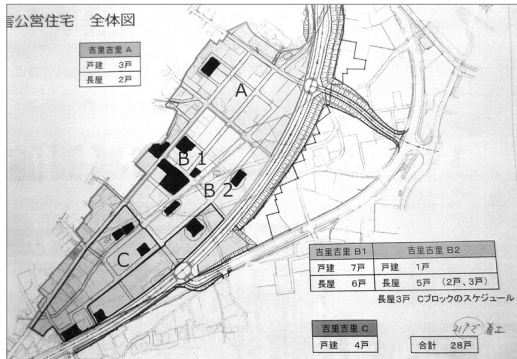 害公営住宅 全体図
吉里吉里 A
戸建 3戸
長屋 2戸
A
B 1
B 2
C
吉里吉里 B1 吉里吉里 B2
戸建 7戸 戸建 1戸
長屋 6戸 長屋 5戸 (2戸、3戸)
長屋3戸 Cブロックのスケジュール
吉里吉里 C
戸建 4戸
合計 28戸
着工